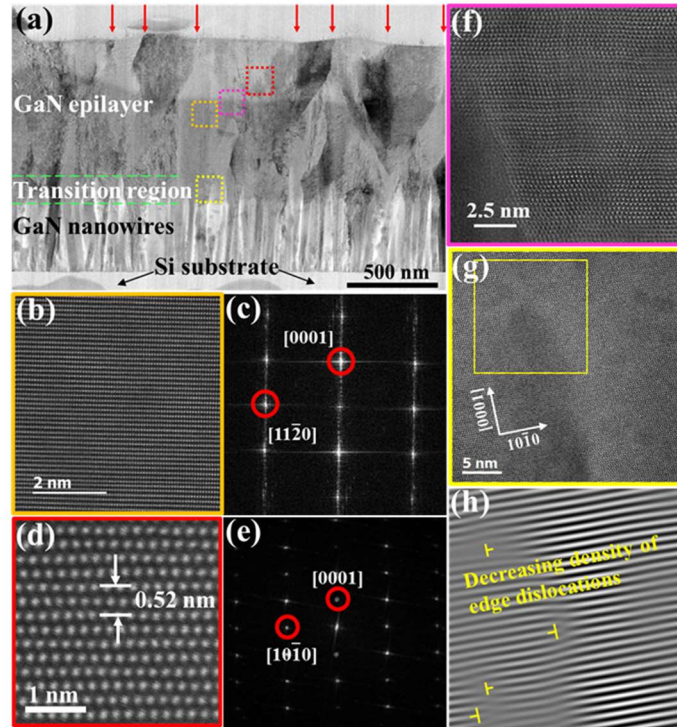 (a)
GaN epilayer
Transition region
GaN nanowires
Si substrate
500 nm
(b)
2 nm
(c)
[0001]
[112̄0]
(d)
0.52 nm
1 nm
(e)
[0001]
[101̄0]
(f)
2.5 nm
(g)
[1000]
101̄0
5 nm
(h)
Decreasing density of
edge dislocations